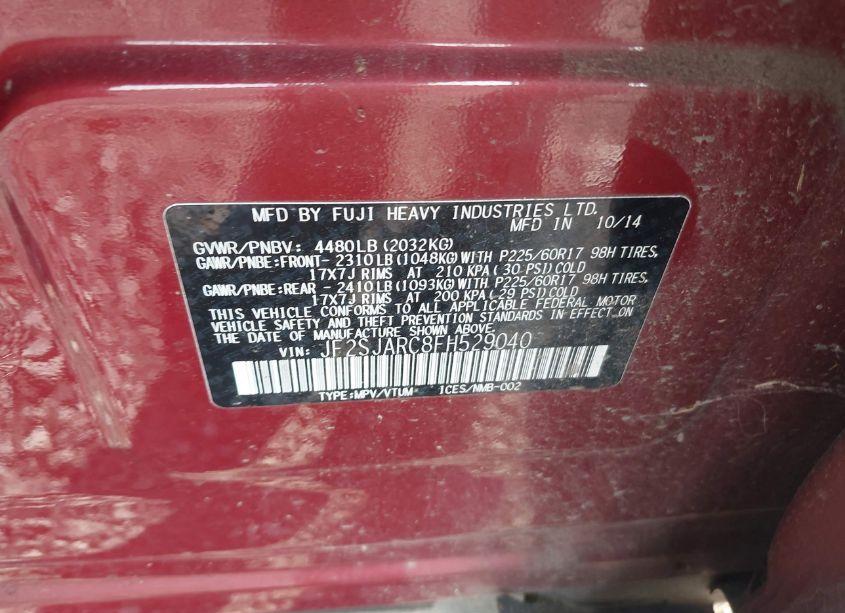 MFD BY FUJI HEAVY INDUSTRIES LTD.
MFD IN 10/14
GVWR/PNBV: 4480LB(2032KG)
GAWR/PNBE:FRONT- 2310LB(1048KG)WITH P225/60R17 98H TIRES,
17X7J RIMS AT 210 KPA(30 PSI)COLD
GAWR/PNBE:REAR - 2410LB(1093KG)WITH P225/60R17 98H TIRES,
17X7J RIMS AT 200 KPA(29 PSI)COLD
THIS VEHICLE CONFORMS TO ALL APPLICABLE FEDERAL MOTOR
VEHICLE SAFETY AND THEFT PREVENTION STANDARDS IN EFFECT ON
THE DATE OF MANUFACTURE SHOWN ABOVE.
VIN: JF2SJARC8FH529040
TYPE:MPV/VTUM ICES/NMB-002